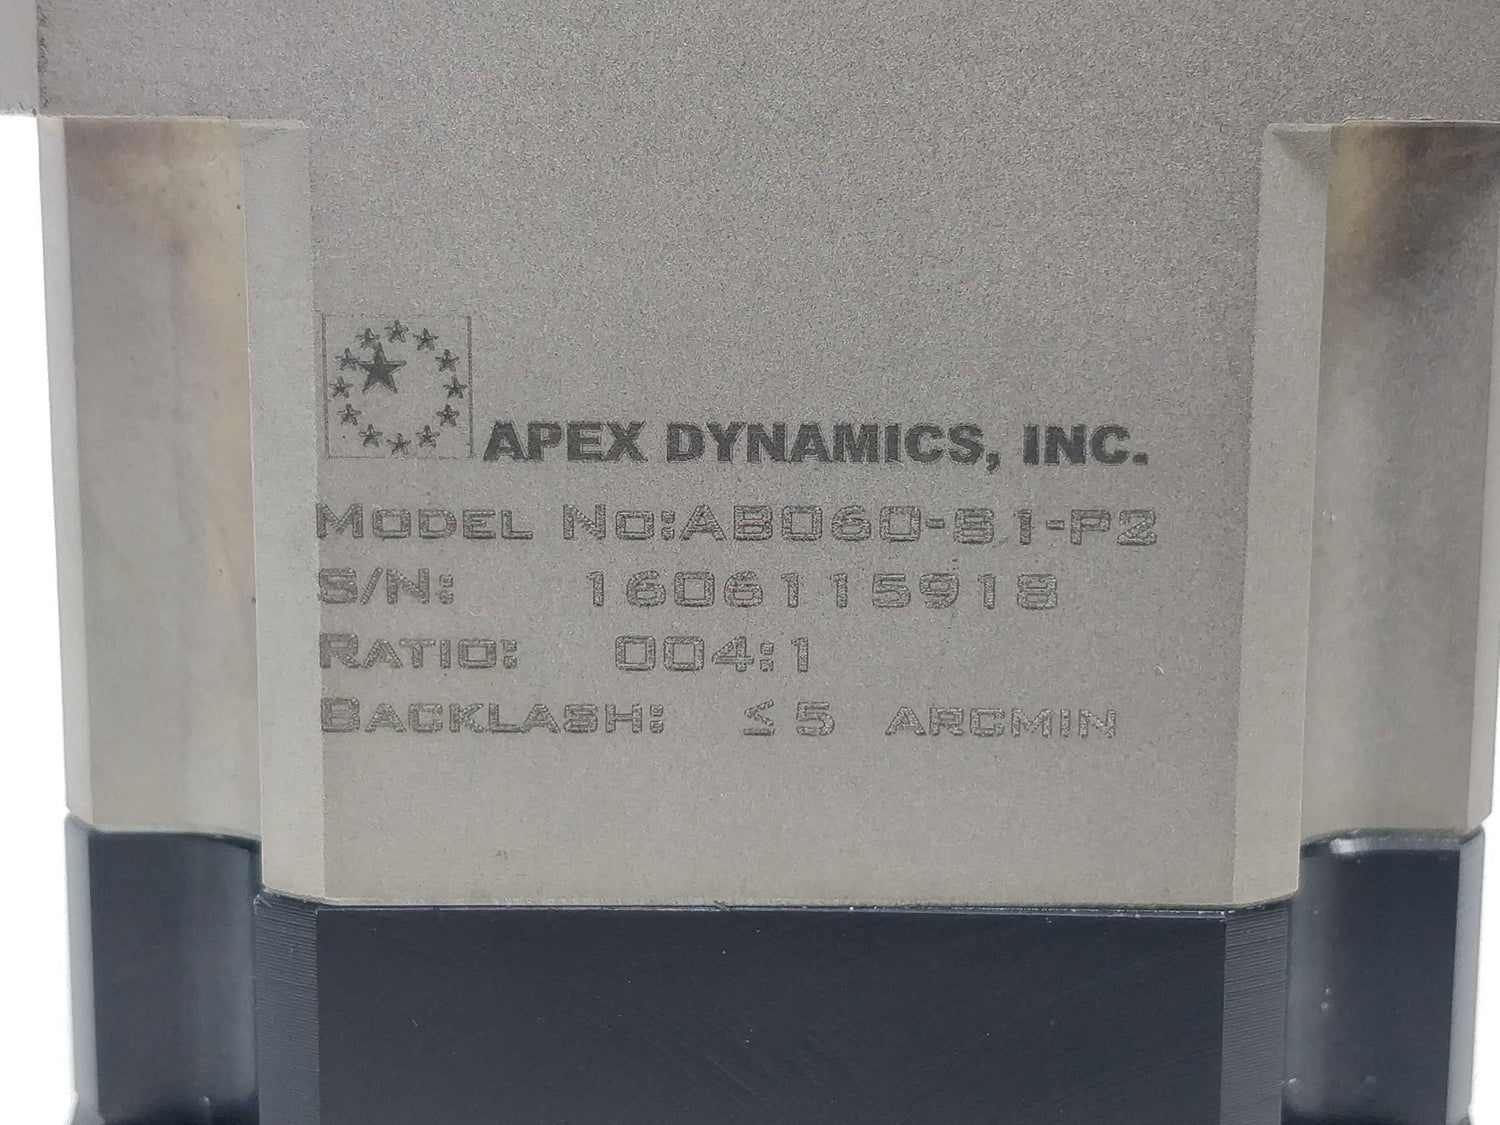 APEX DYNAMICS, INC.
MODEL NO:AB060-S1-P2
S/N: 1606115918
RATIO: 004:1
BACKLASH: ≤5 ARCMIN